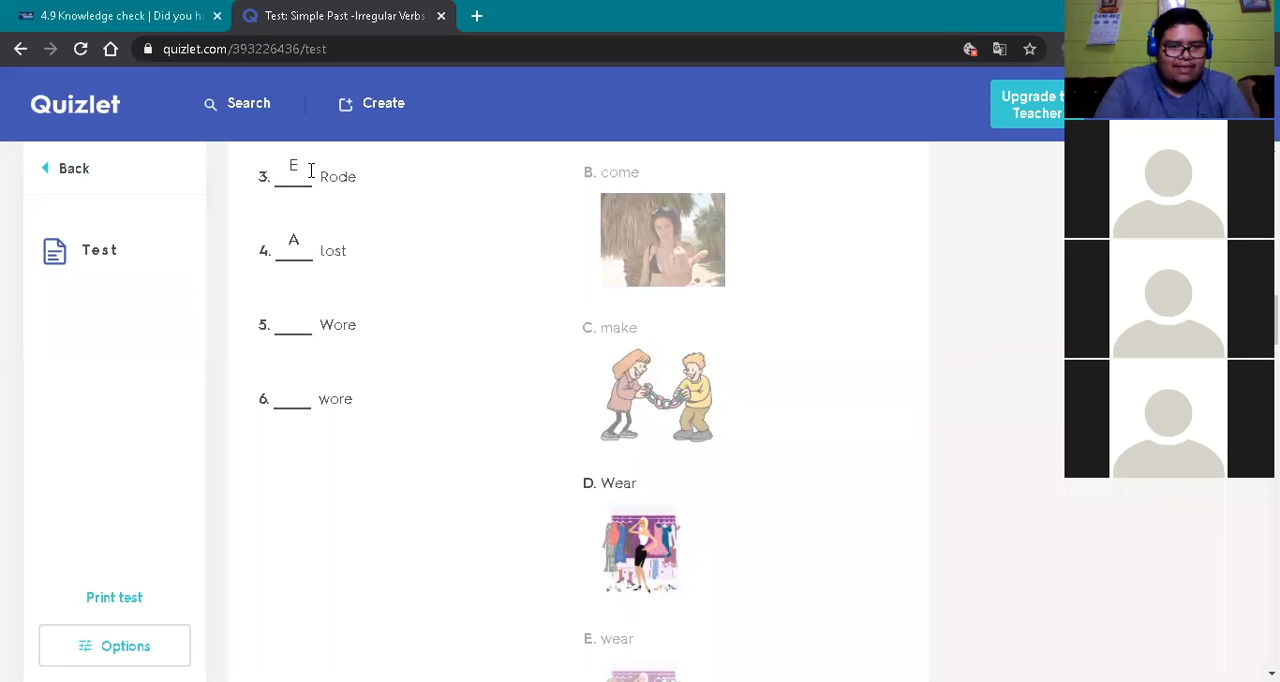 4.9 Knowledge check | Did you h
Test: Simple Past -Irregular Verbs
quizlet.com/393226436/test
Quizlet
Search
Create
Upgrade t
Teacher
Back
Test
Print test
Options
3. E Rode
4. A lost
5. Wore
6. wore
B. come
C. make
D. Wear
E. wear